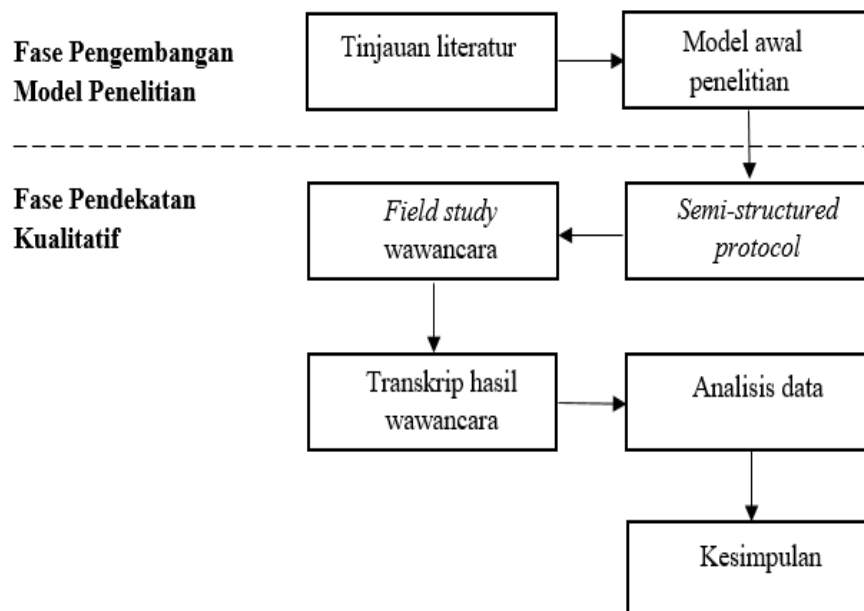 Fase Pengembangan
Model Penelitian
Tinjauan literatur
Model awal
penelitian
Fase Pendekatan
Kualitatif
Field study
wawancara
Semi-structured
protocol
Transkrip hasil
wawancara
Analisis data
Kesimpulan